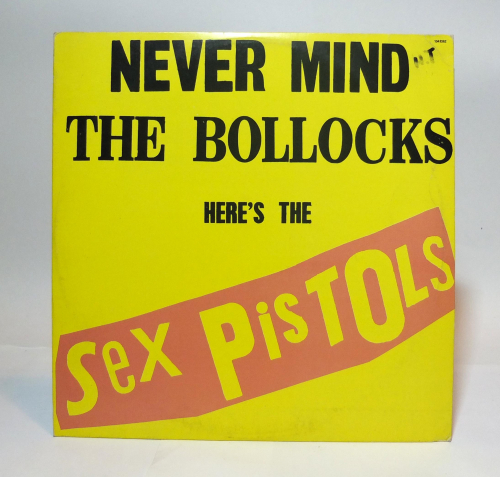 NEVER MIND
THE BOLLOCKS
HERE'S THE
Sex PiSTOLS